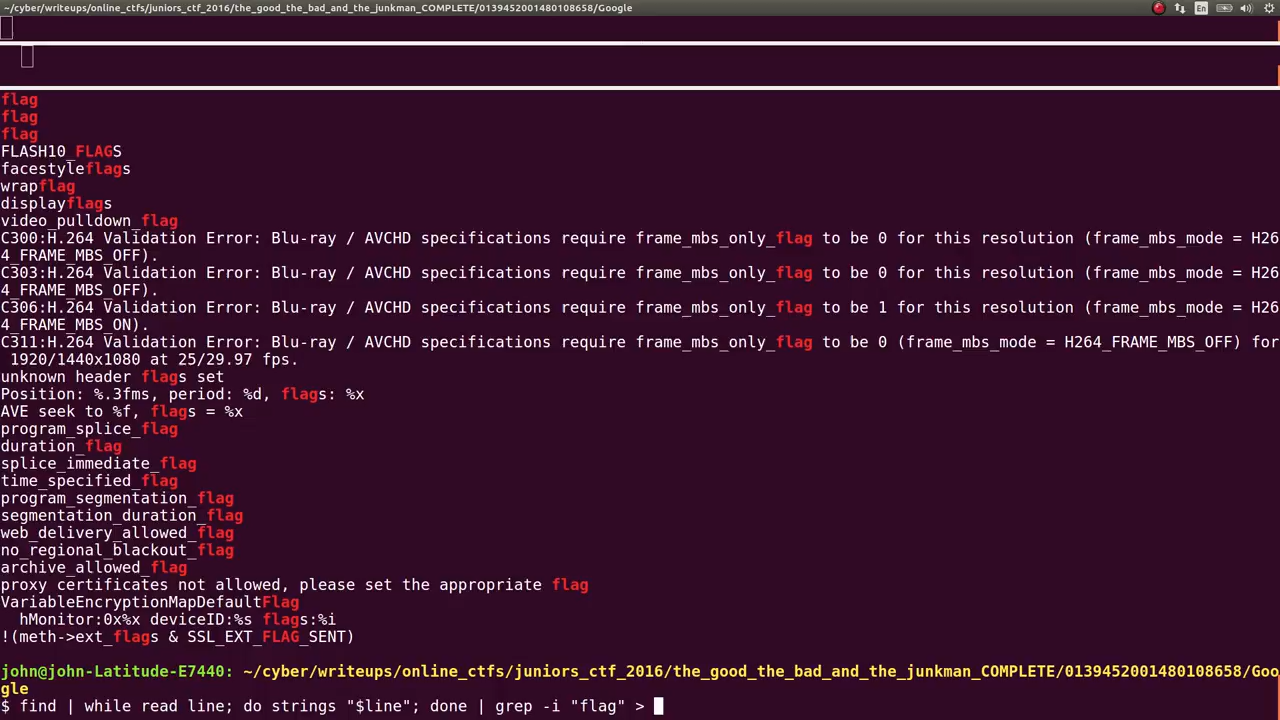 ~/cyber/writeups/online_ctfs/juniors_ctf_2016/the_good_the_bad_and_the_junkman_COMPLETE/0139452001480108658/Google
En
flag
flag
flag
FLASH10_FLAGS
facestyleflags
wrapflag
displayflags
video_pulldown_flag
C300:H.264 Validation Error: Blu-ray / AVCHD specifications require frame_mbs_only_flag to be 0 for this resolution (frame_mbs_mode = H26
4_FRAME_MBS_OFF).
C303:H.264 Validation Error: Blu-ray / AVCHD specifications require frame_mbs_only_flag to be 0 for this resolution (frame_mbs_mode = H26
4_FRAME_MBS_OFF).
C306:H.264 Validation Error: Blu-ray / AVCHD specifications require frame_mbs_only_flag to be 1 for this resolution (frame_mbs_mode = H26
4_FRAME_MBS_ON).
C311:H.264 Validation Error: Blu-ray / AVCHD specifications require frame_mbs_only_flag to be 0 (frame_mbs_mode = H264_FRAME_MBS_OFF) for
 1920/1440x1080 at 25/29.97 fps.
unknown header flags set
Position: %.3fms, period: %d, flags: %x
AVE seek to %f, flags = %x
program_splice_flag
duration_flag
splice_immediate_flag
time_specified_flag
program_segmentation_flag
segmentation_duration_flag
web_delivery_allowed_flag
no_regional_blackout_flag
archive_allowed_flag
proxy certificates not allowed, please set the appropriate flag
VariableEncryptionMapDefaultFlag
  hMonitor:0x%x deviceID:%s flags:%i
!(meth->ext_flags & SSL_EXT_FLAG_SENT)
john@john-Latitude-E7440: ~/cyber/writeups/online_ctfs/juniors_ctf_2016/the_good_the_bad_and_the_junkman_COMPLETE/0139452001480108658/Goo
gle
$ find | while read line; do strings "$line"; done | grep -i "flag" >